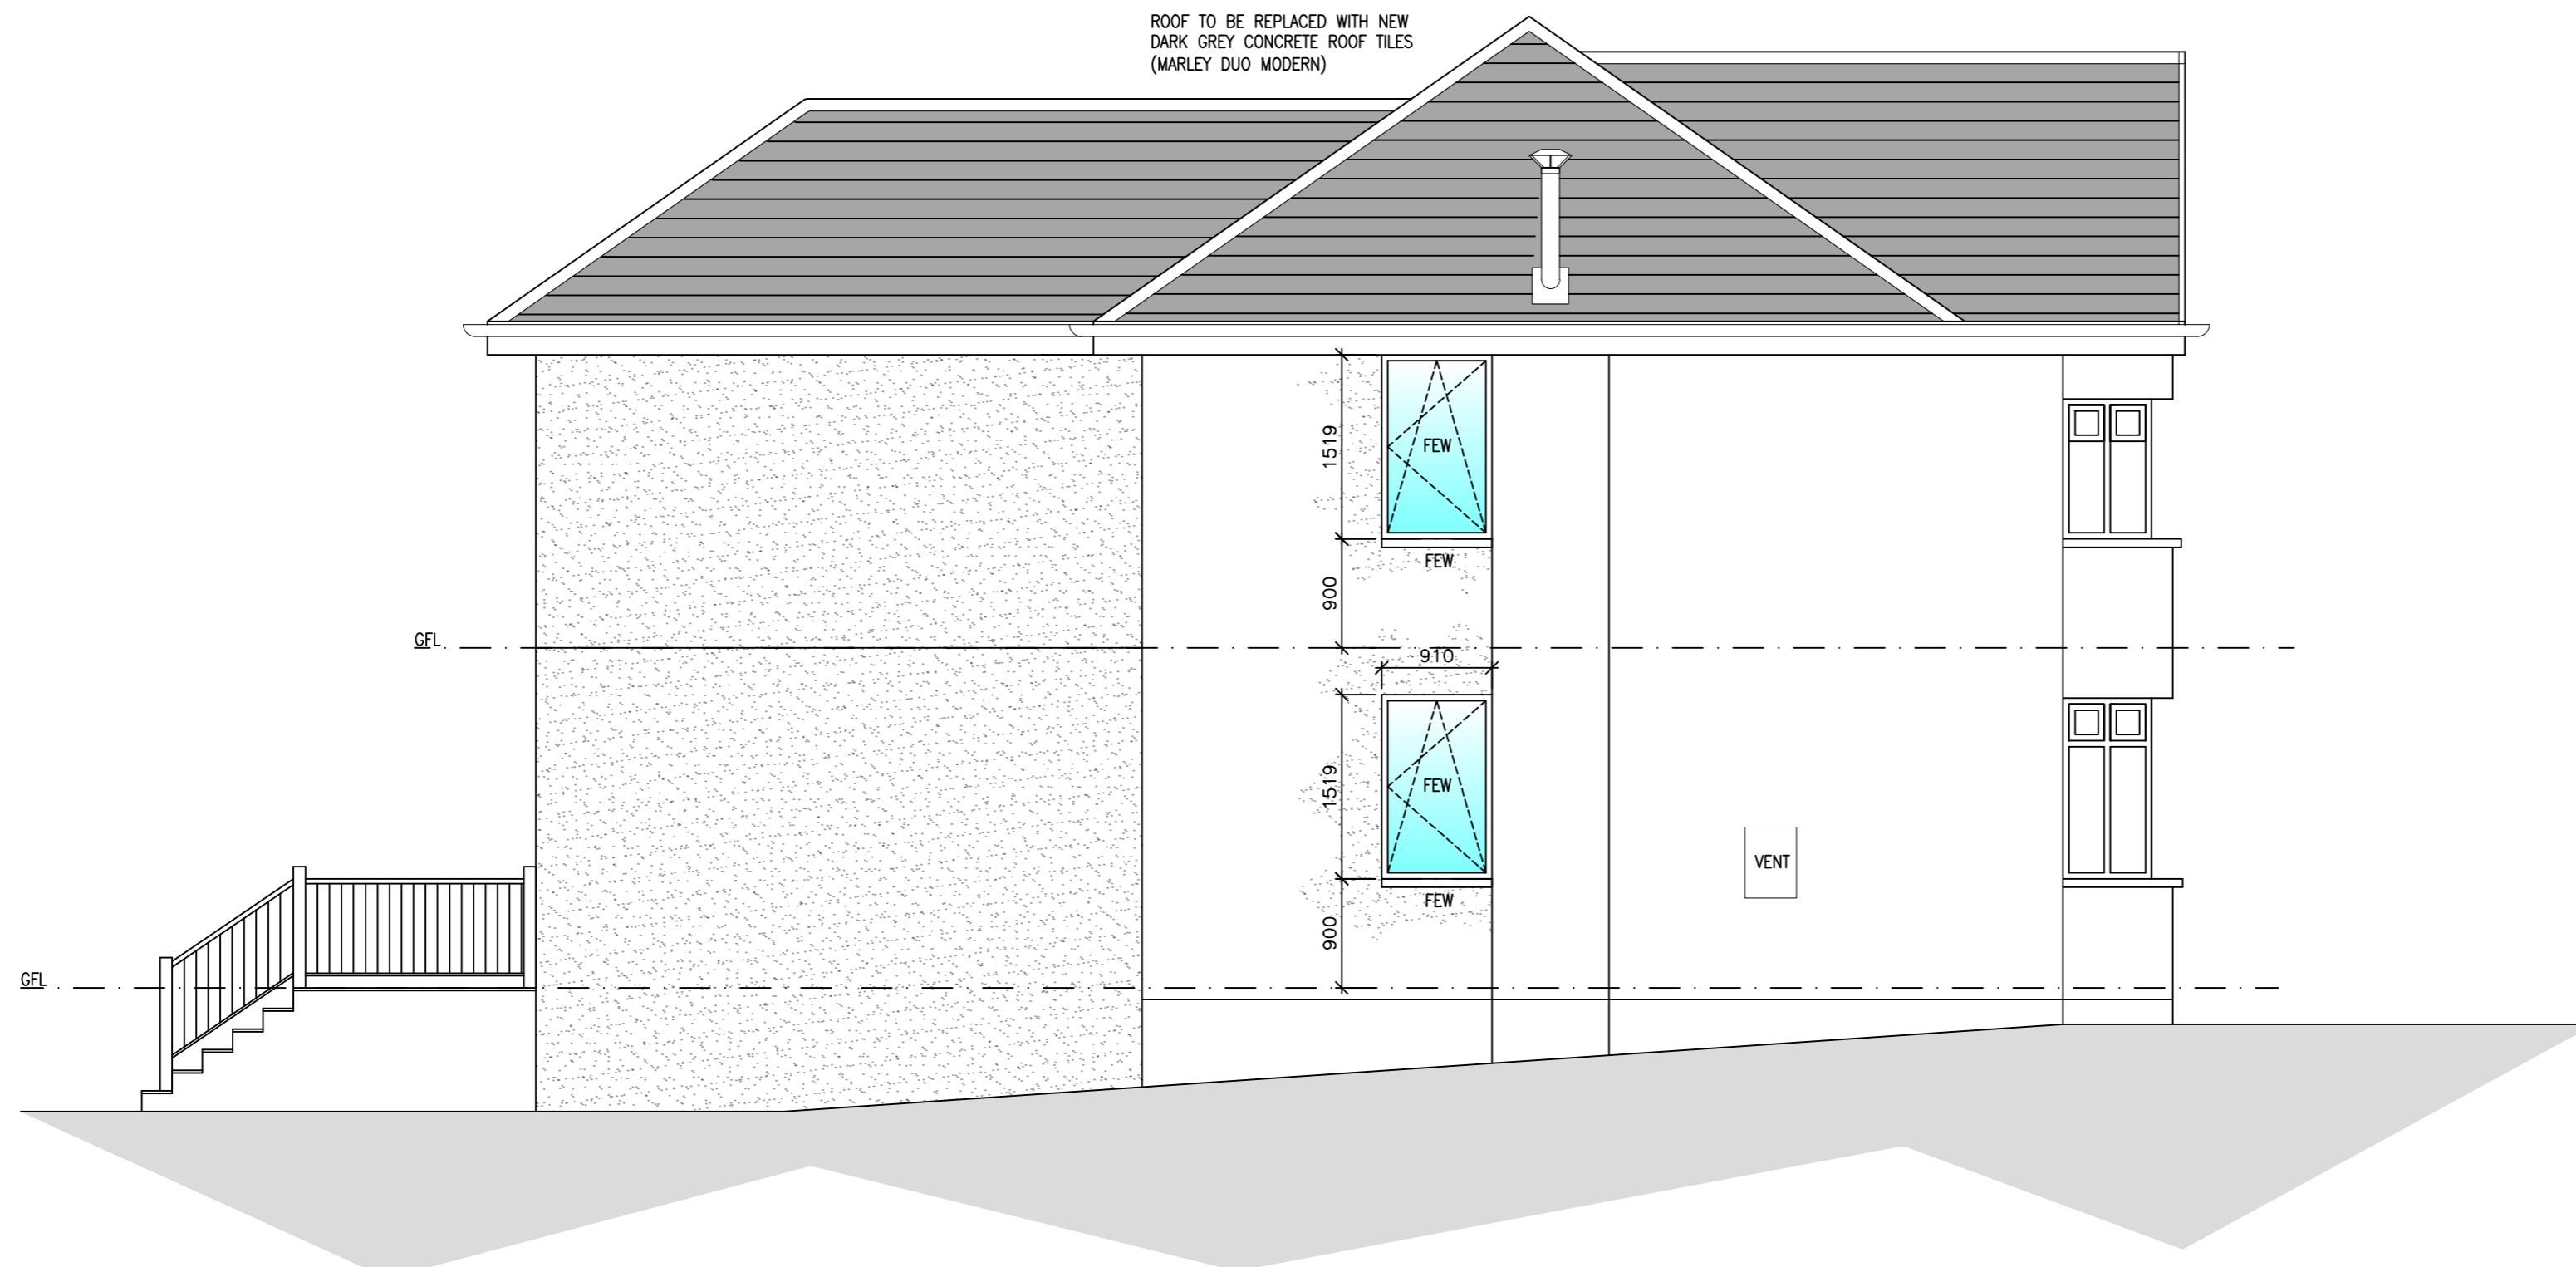 ROOF TO BE REPLACED WITH NEW
DARK GREY CONCRETE ROOF TILES
(MARLEY DUO MODERN)
1519
FEW
FEW
900
GFL
910
1519
FEW
VENT
FEW
900
GFL